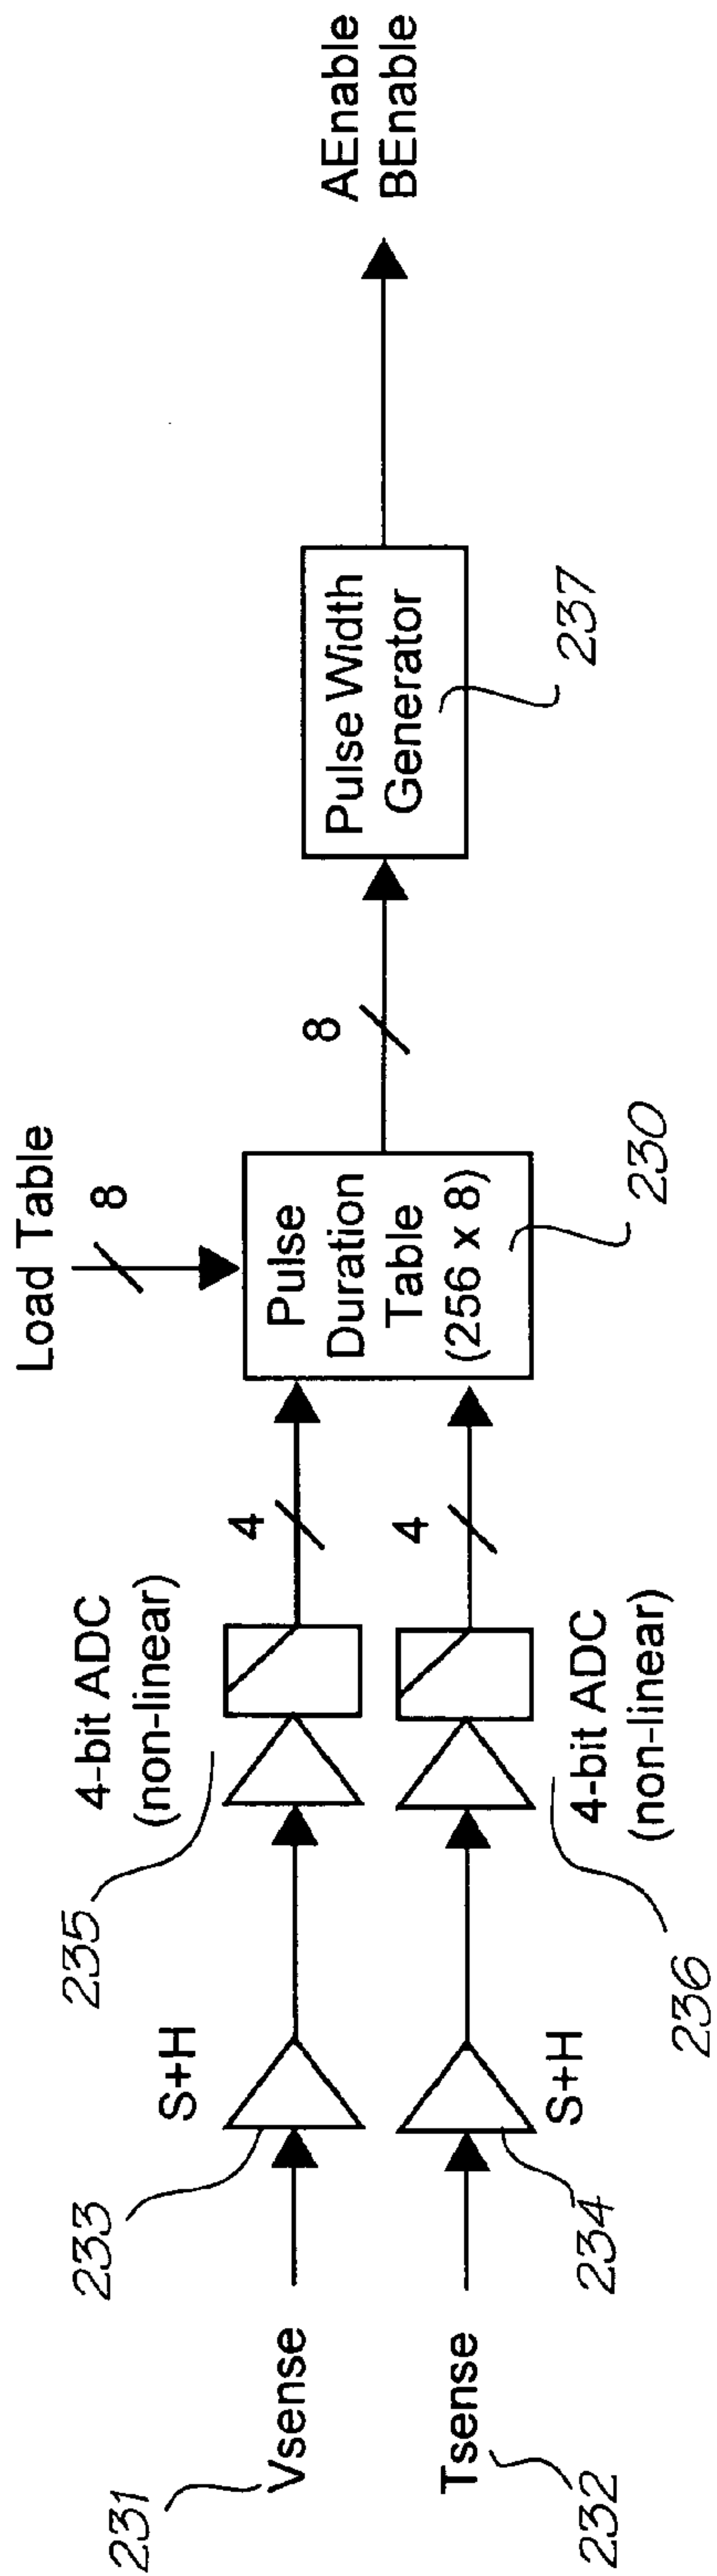 Load Table
8
4-bit ADC
(non-linear)
235
S+H
233
231
Vsense
4
Pulse
Duration
Table
(256 x 8)
8
Pulse Width
Generator
AEnable
BEnable
237
230
4
4-bit ADC
(non-linear)
236
S+H
234
Tsense
232